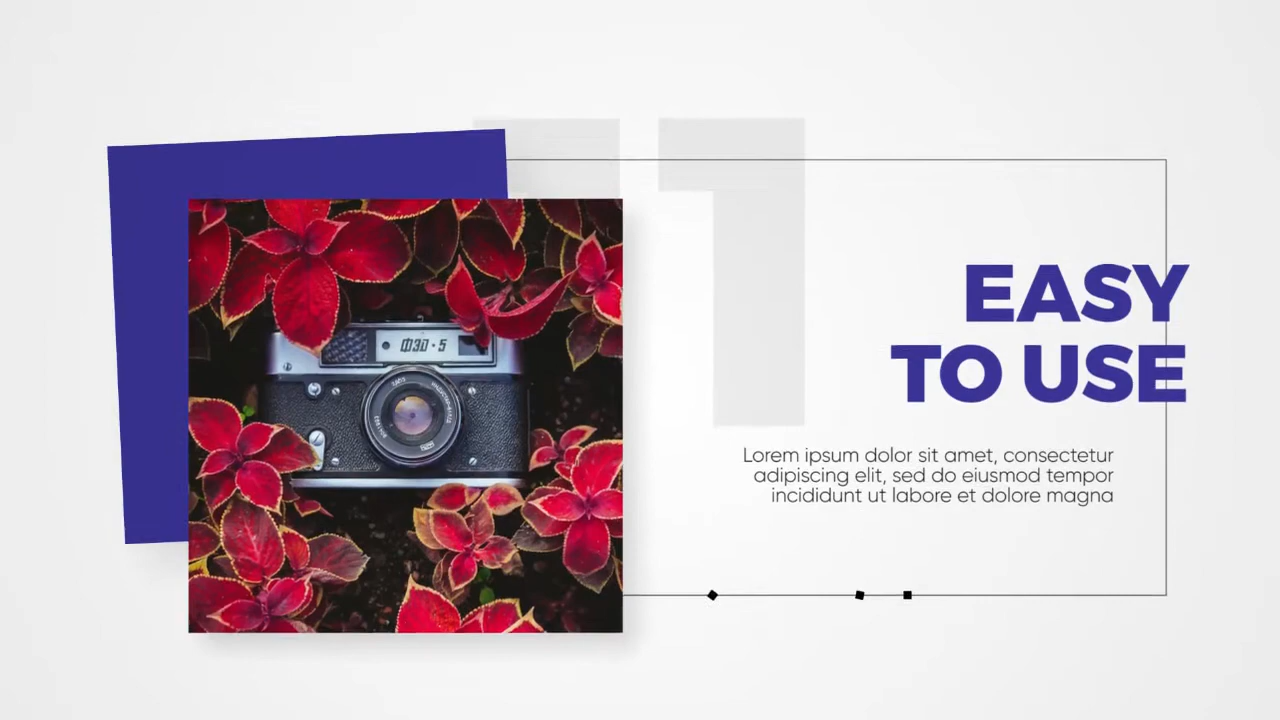 11
EASY
TO USE
ФЭД·5
Lorem ipsum dolor sit amet, consectetur
adipiscing elit, sed do eiusmod tempor
incididunt ut labore et dolore magna